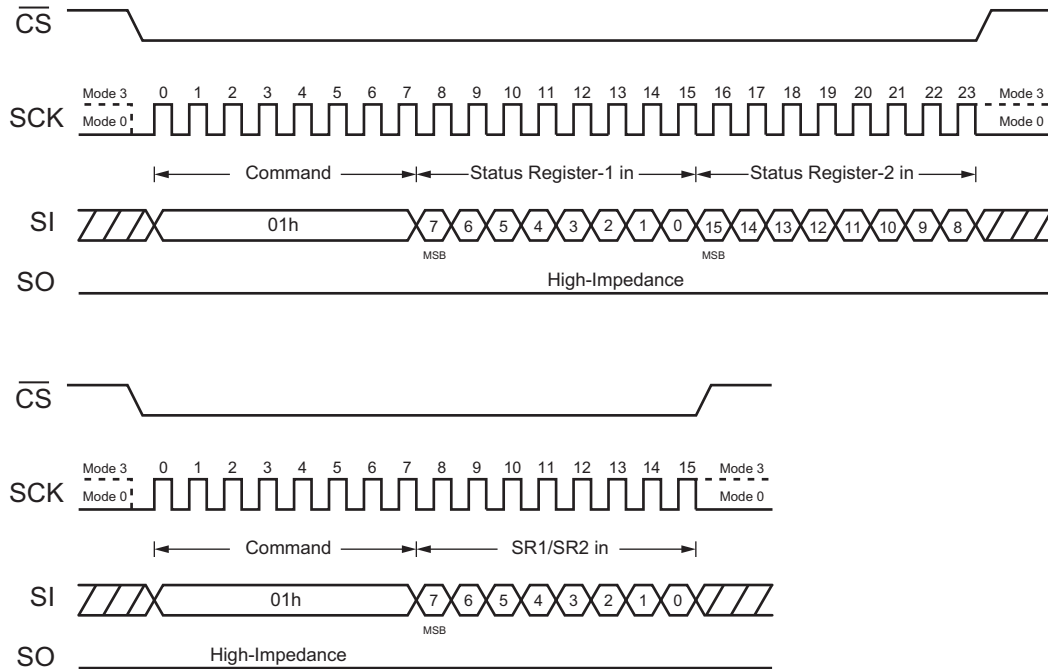 CS
0 1 2 3 4 5 6 7 8 9 10 11 12 13 14 15 16 17 18 19 20 21 22 23
Mode 3 Mode 3
SCK
Mode 0 Mode 0
Command Status Register-1 in Status Register-2 in
SI 01h 7 6 5 4 3 2 1 0 15 14 13 12 11 10 9 8
MSB MSB
SO High-Impedance
CS
0 1 2 3 4 5 6 7 8 9 10 11 12 13 14 15
Mode 3 Mode 3
SCK
Mode 0 Mode 0
Command SR1/SR2 in
SI 01h 7 6 5 4 3 2 1 0
MSB
SO High-Impedance